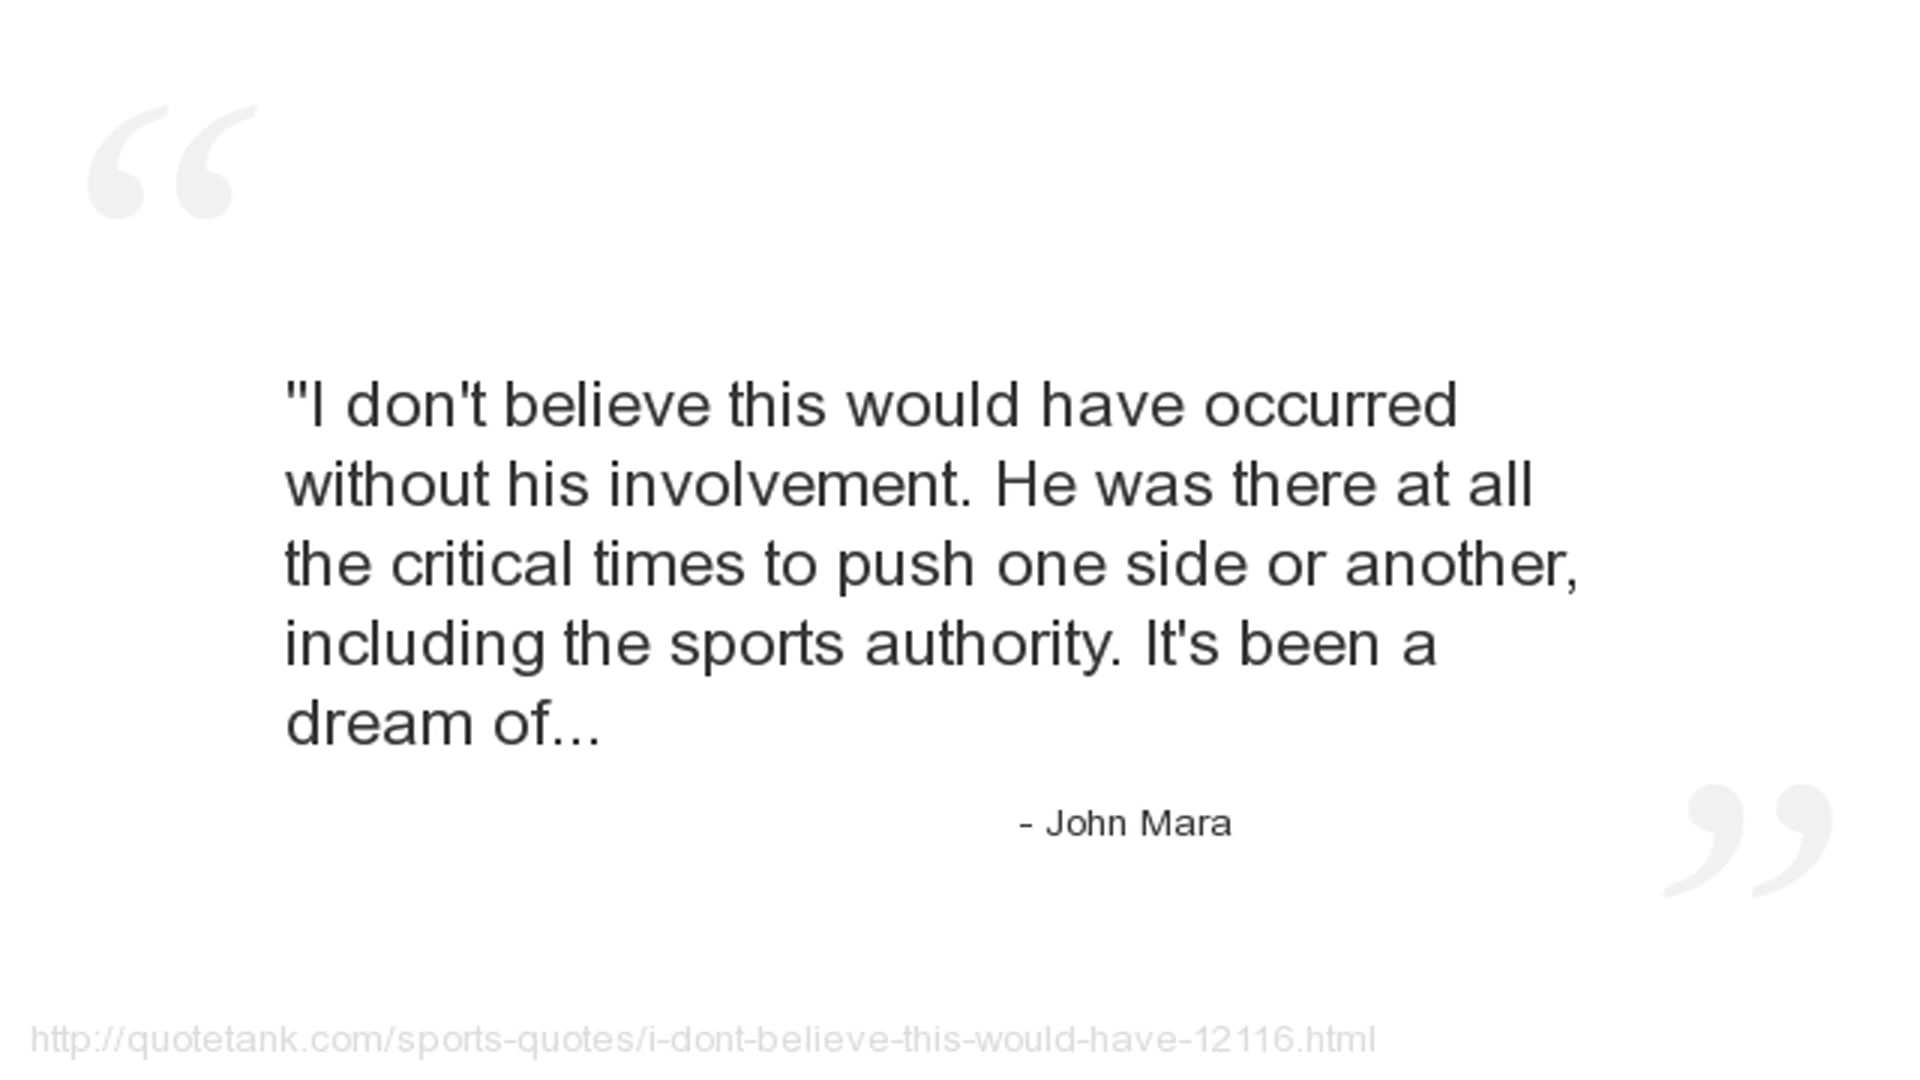 “
"I don't believe this would have occurred
without his involvement. He was there at all
the critical times to push one side or another,
including the sports authority. It's been a
dream of...
- John Mara
”
http://quotetank.com/sports-quotes/i-dont-believe-this-would-have-12116.html